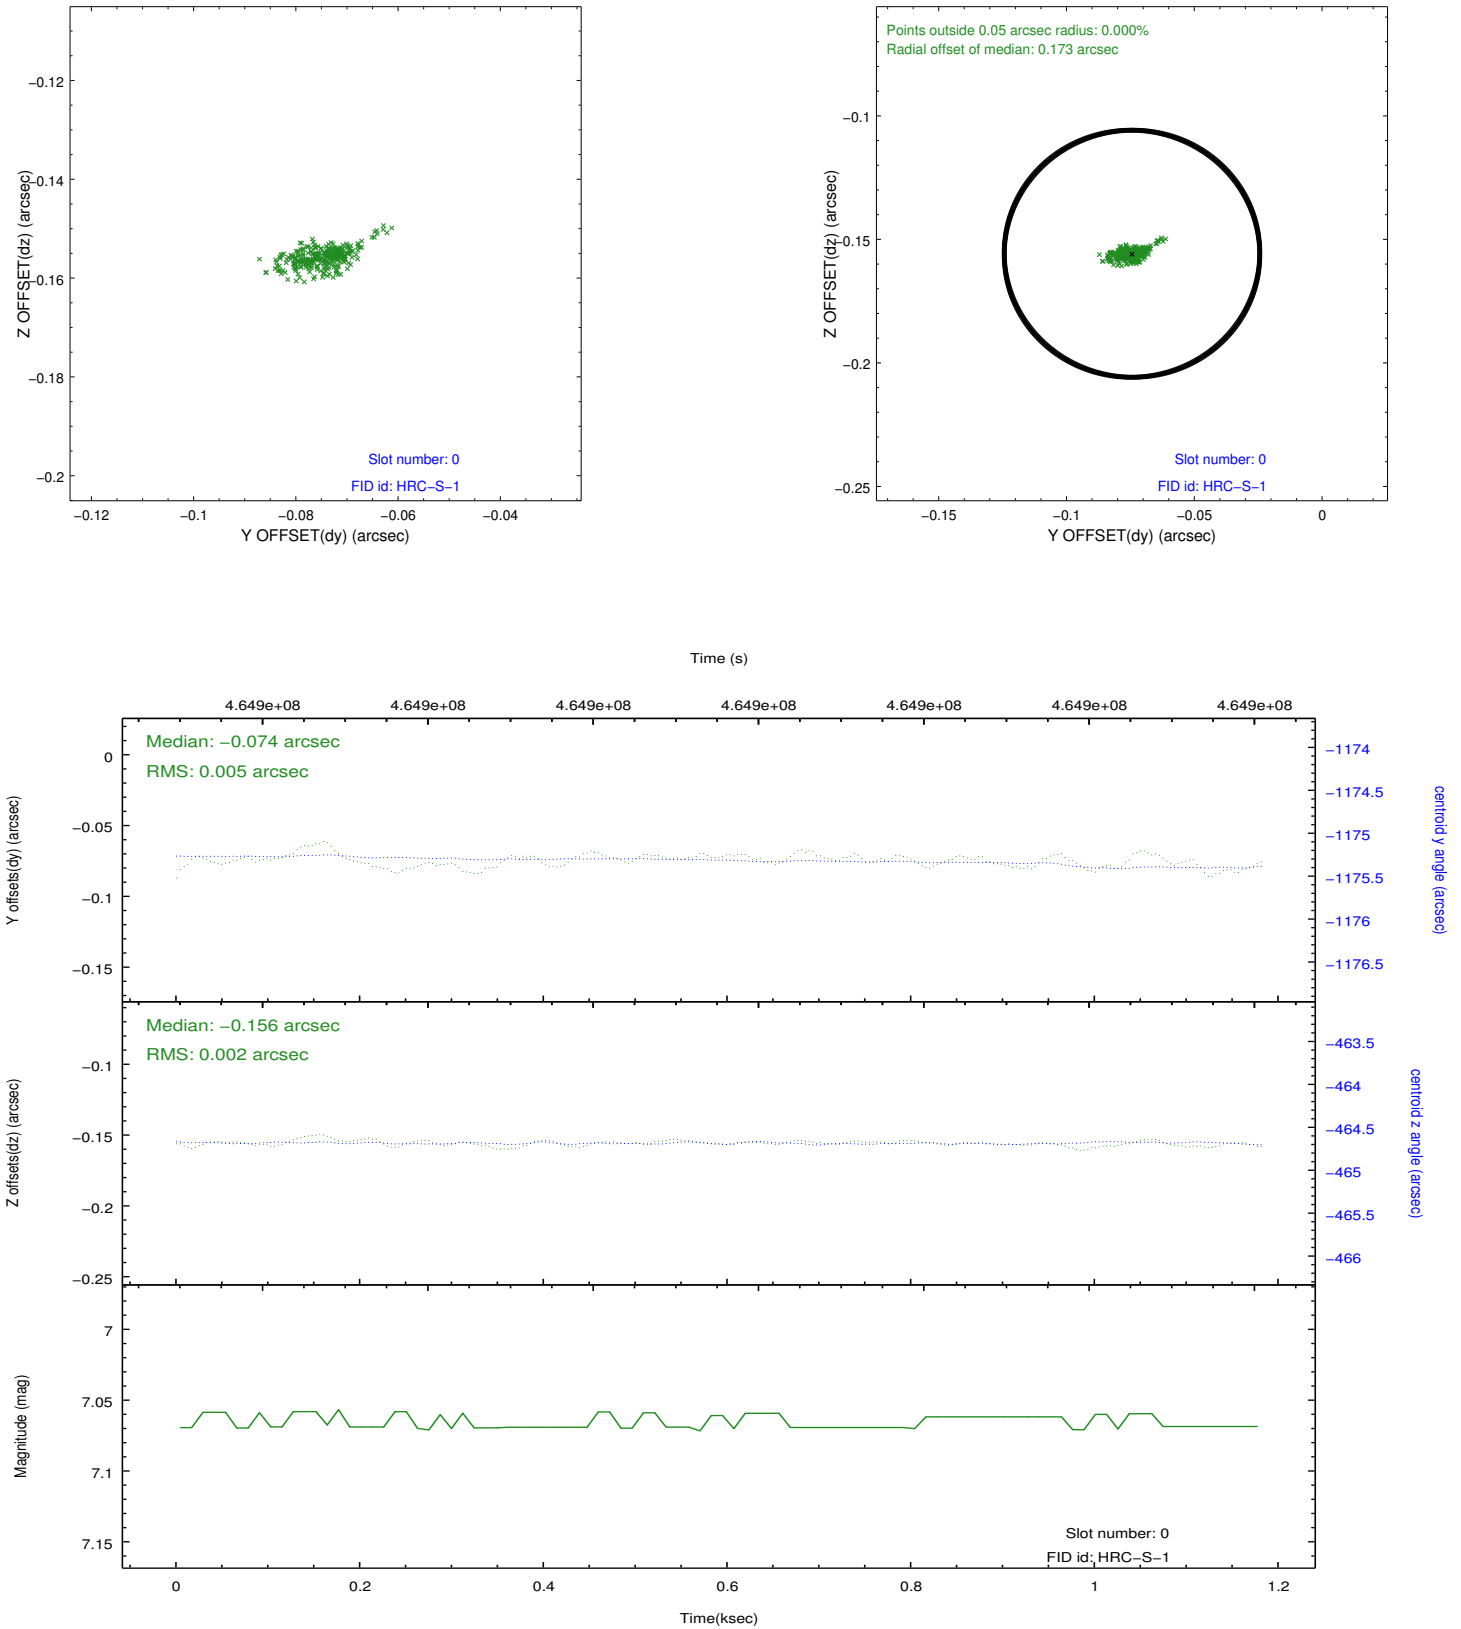 Points outside 0.05 arcsec radius: 0.000%
Radial offset of median: 0.173 arcsec
−0.12
−0.14
−0.16
−0.18
−0.2
Z OFFSET(dz) (arcsec)
Slot number: 0
FID id: HRC−S−1
−0.12 −0.1 −0.08 −0.06 −0.04
Y OFFSET(dy) (arcsec)
−0.1
−0.15
−0.2
−0.25
Z OFFSET(dz) (arcsec)
Slot number: 0
FID id: HRC−S−1
−0.15 −0.1 −0.05 0
Y OFFSET(dy) (arcsec)
Time (s)
4.649e+08 4.649e+08 4.649e+08 4.649e+08 4.649e+08 4.649e+08 4.649e+08
Median: −0.074 arcsec
RMS: 0.005 arcsec
0
−0.05
−0.1
−0.15
Y offsets(dy) (arcsec)
−1174
−1174.5
−1175
−1175.5
−1176
−1176.5
centroid y angle (arcsec)
Median: −0.156 arcsec
RMS: 0.002 arcsec
−0.1
−0.15
−0.2
−0.25
Z offsets(dz) (arcsec)
−463.5
−464
−464.5
−465
−465.5
−466
centroid z angle (arcsec)
7
7.05
7.1
7.15
Magnitude (mag)
Slot number: 0
FID id: HRC−S−1
0 0.2 0.4 0.6 0.8 1 1.2
Time(ksec)